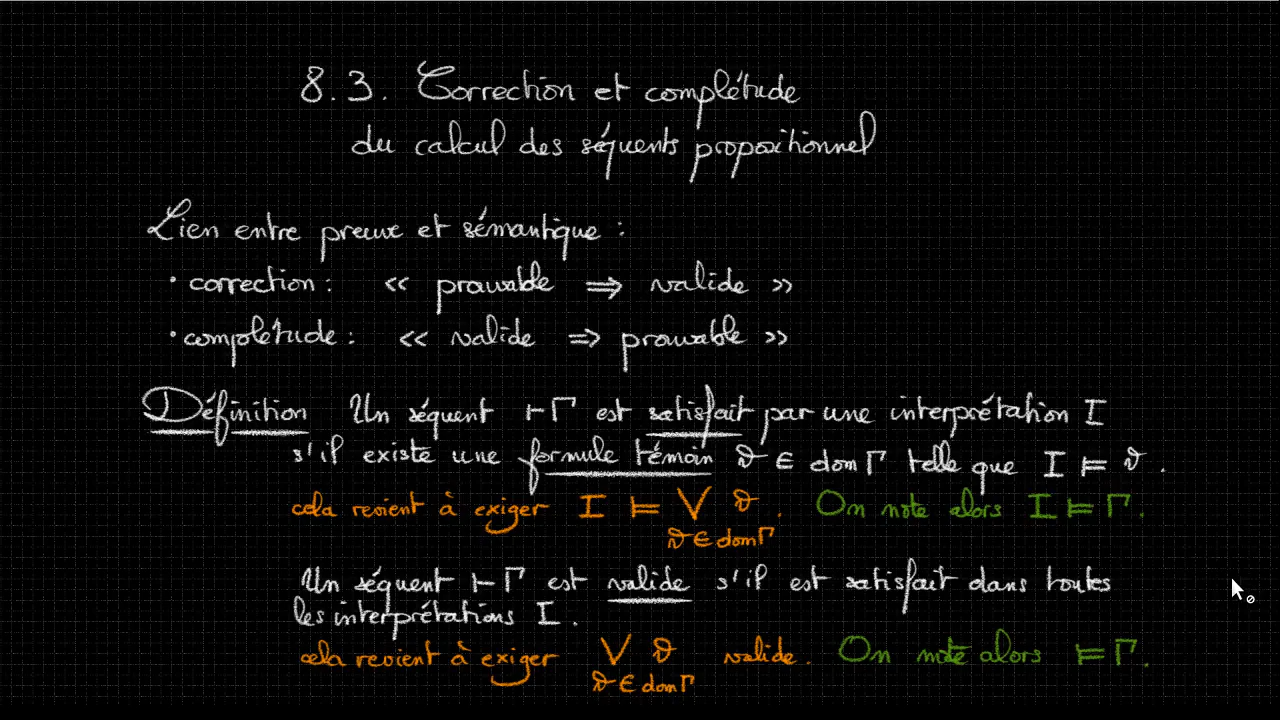 8.3. Correction et complétude
du calcul des séquents propositionnel
Lien entre preuve et sémantique :
• correction : « prouvable ⇒ valide »
• complétude : « valide ⇒ prouvable »
Définition Un séquent ⊢Γ est satisfait par une interprétation I
s'il existe une formule témoin ϑ ∈ dom Γ telle que I ⊨ ϑ .
cela revient à exiger I ⊨ ⋁ ϑ . On note alors I ⊨ Γ.
ϑ ∈ dom Γ
Un séquent ⊢Γ est valide s'il est satisfait dans toutes
les interprétations I .
cela revient à exiger ⋁ ϑ valide. On note alors ⊨ Γ.
ϑ ∈ dom Γ